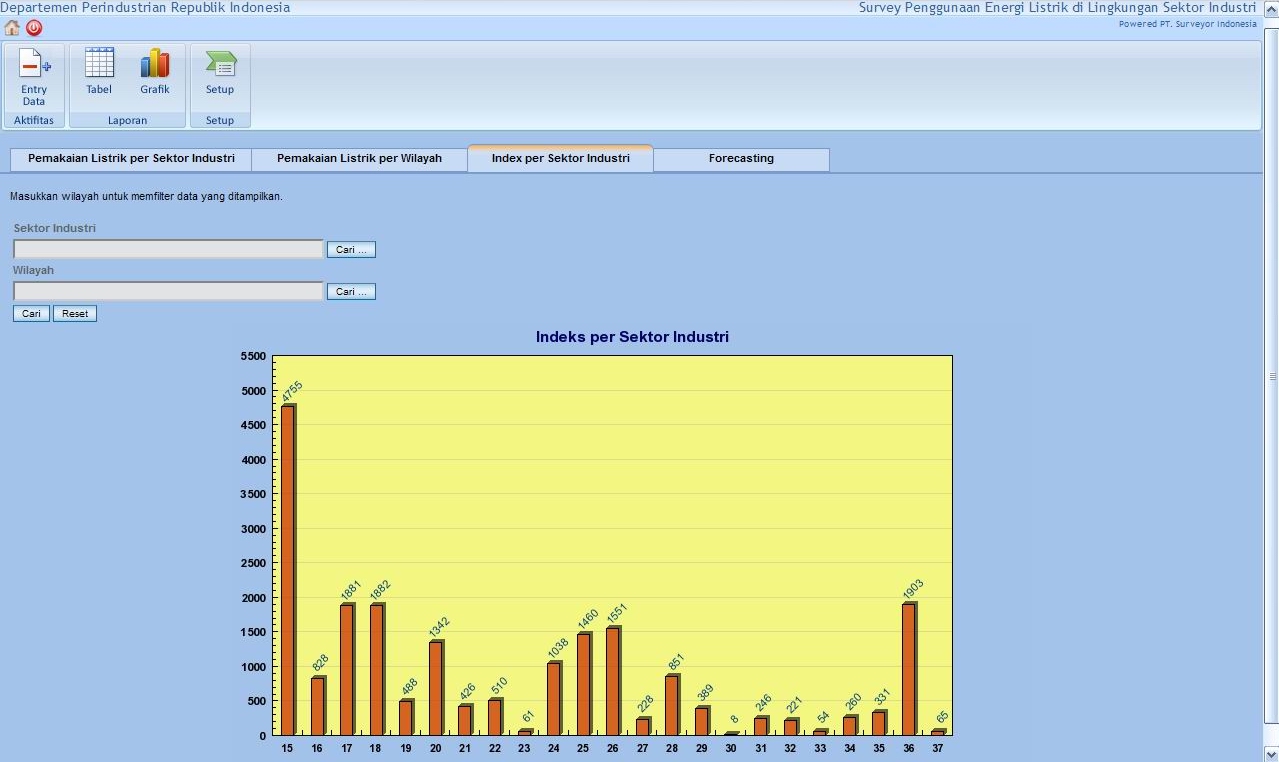 Departemen Perindustrian Republik Indonesia
Survey Penggunaan Energi Listrik di Lingkungan Sektor Industri
Powered PT. Surveyor Indonesia
Entry Data
Tabel
Grafik
Setup
Aktifitas
Laporan
Setup
Pemakaian Listrik per Sektor Industri
Pemakaian Listrik per Wilayah
Index per Sektor Industri
Forecasting
Masukkan wilayah untuk memfilter data yang ditampilkan.
Sektor Industri
Cari ...
Wilayah
Cari ...
Cari
Reset
Indeks per Sektor Industri
5500
5000
4500
4000
3500
3000
2500
2000
1500
1000
500
0
4755
828
1881
1882
488
1342
426
510
61
1038
1460
1551
228
851
389
8
246
221
54
260
331
1903
65
15 16 17 18 19 20 21 22 23 24 25 26 27 28 29 30 31 32 33 34 35 36 37